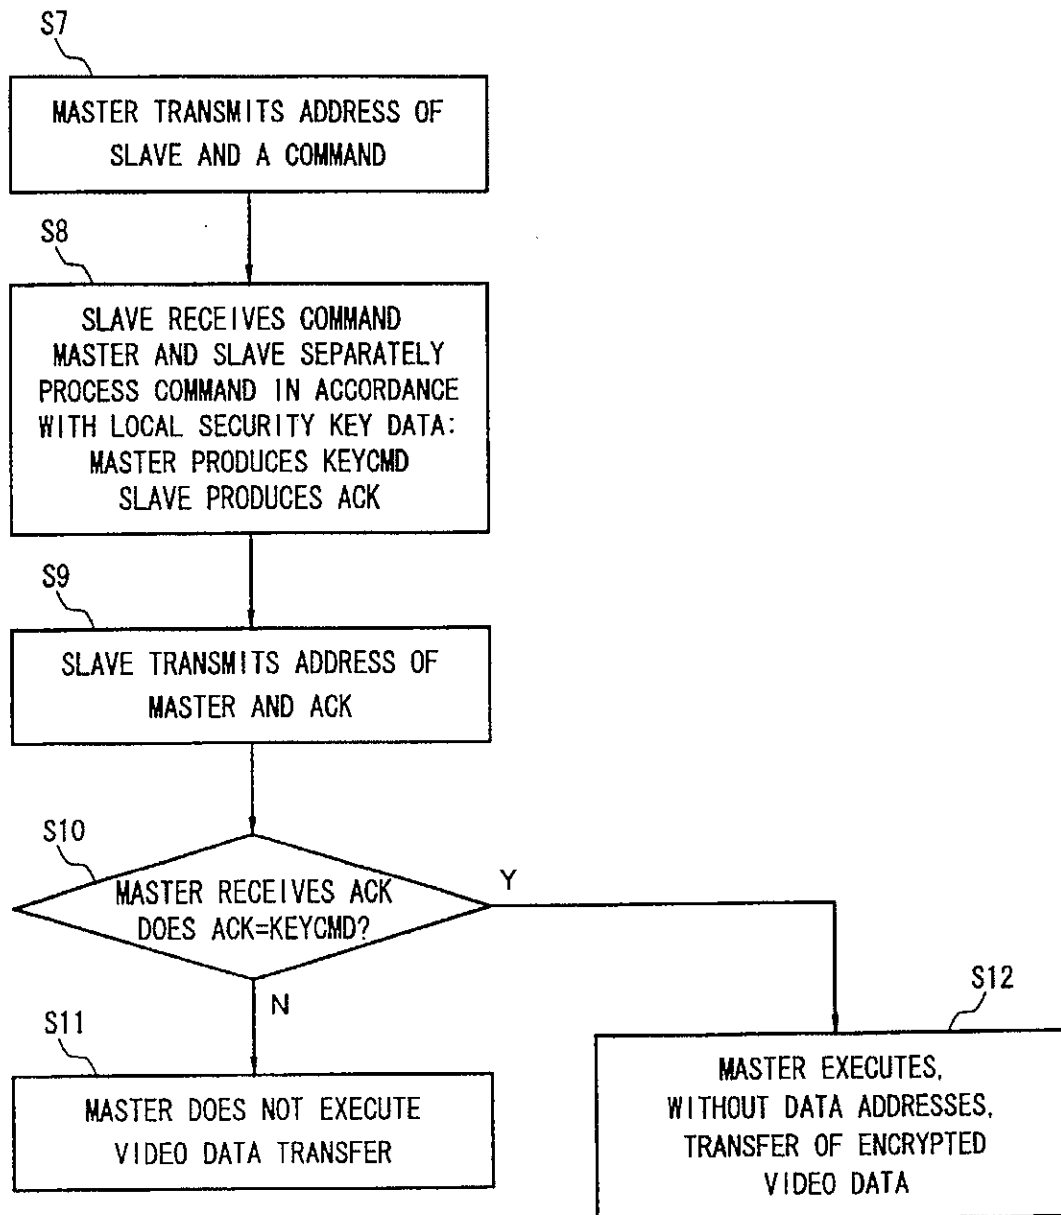 S7
MASTER TRANSMITS ADDRESS OF
SLAVE AND A COMMAND
S8
SLAVE RECEIVES COMMAND
MASTER AND SLAVE SEPARATELY
PROCESS COMMAND IN ACCORDANCE
WITH LOCAL SECURITY KEY DATA:
MASTER PRODUCES KEYCMD
SLAVE PRODUCES ACK
S9
SLAVE TRANSMITS ADDRESS OF
MASTER AND ACK
S10
MASTER RECEIVES ACK
DOES ACK=KEYCMD?
Y
N
S11
MASTER DOES NOT EXECUTE
VIDEO DATA TRANSFER
S12
MASTER EXECUTES,
WITHOUT DATA ADDRESSES,
TRANSFER OF ENCRYPTED
VIDEO DATA